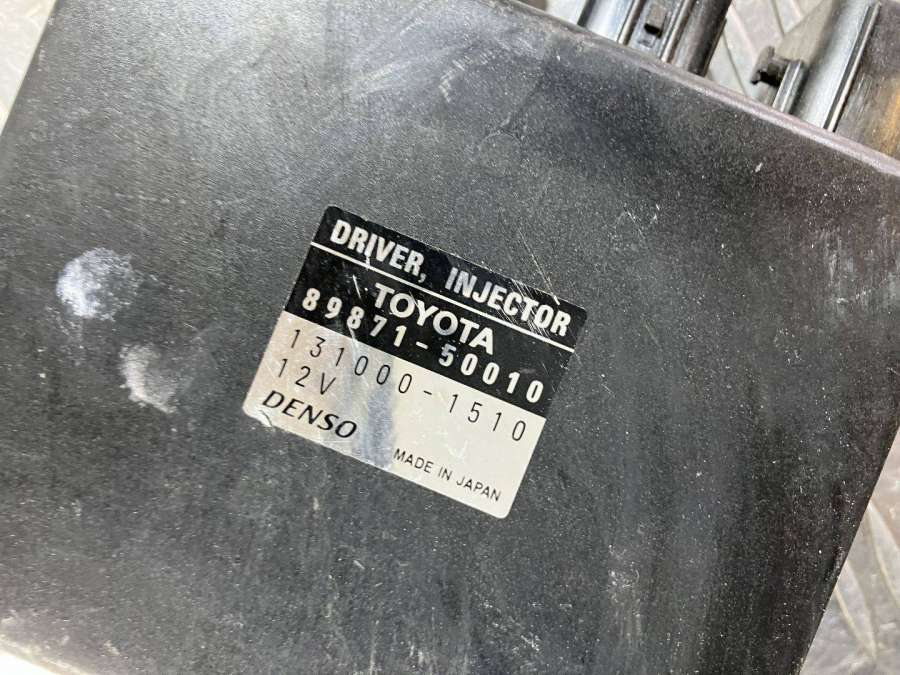 DRIVER, INJECTOR
TOYOTA
89871-50010
131000-1510
12V
DENSO
MADE IN JAPAN